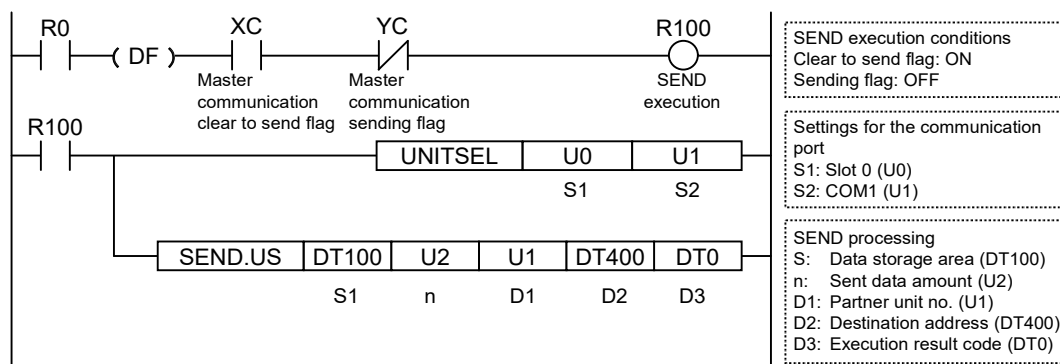 R0
( DF )
XC
YC
R100
Master
communication
clear to send flag
Master
communication
sending flag
SEND
execution
SEND execution conditions
Clear to send flag: ON
Sending flag: OFF
R100
UNITSEL U0 U1
S1 S2
Settings for the communication
port
S1: Slot 0 (U0)
S2: COM1 (U1)
SEND.US DT100 U2 U1 DT400 DT0
S1 n D1 D2 D3
SEND processing
S: Data storage area (DT100)
n: Sent data amount (U2)
D1: Partner unit no. (U1)
D2: Destination address (DT400)
D3: Execution result code (DT0)